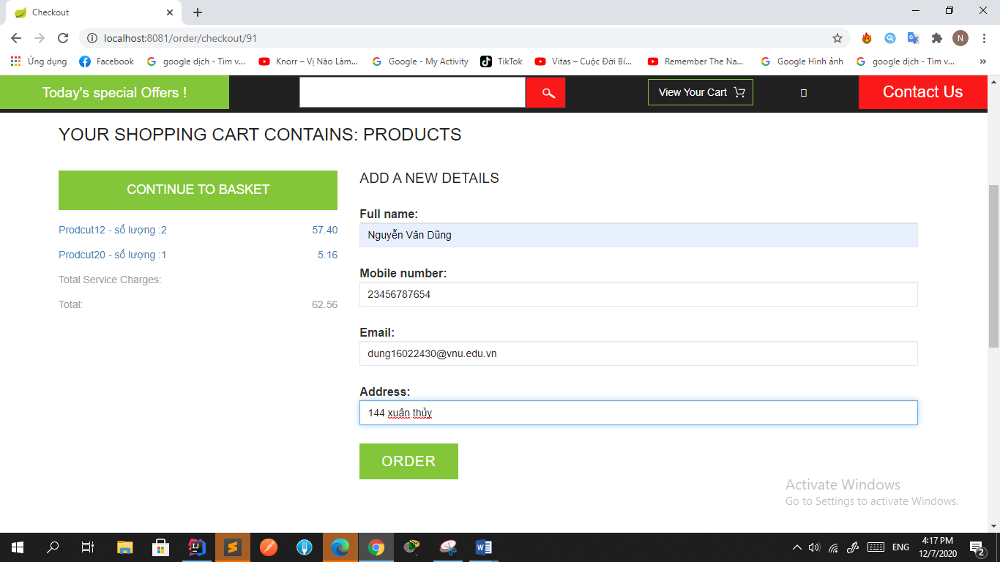 Checkout
localhost:8081/order/checkout/91
N
Ứng dụng Facebook google dịch - Tìm v... Knorr – Vị Nào Làm... Google - My Activity TikTok Vitas – Cuộc Đời Bí... Remember The Na... Google Hình ảnh google dịch - Tìm v... »
Today's special Offers !
View Your Cart
Contact Us
YOUR SHOPPING CART CONTAINS: PRODUCTS
CONTINUE TO BASKET
Prodcut12 - số lượng :2 57.40
Prodcut20 - số lượng :1 5.16
Total Service Charges:
Total: 62.56
ADD A NEW DETAILS
Full name:
Nguyễn Văn Dũng
Mobile number:
23456787654
Email:
dung16022430@vnu.edu.vn
Address:
144 xuân thủy
ORDER
Activate Windows
Go to Settings to activate Windows.
ENG
4:17 PM
12/7/2020
2